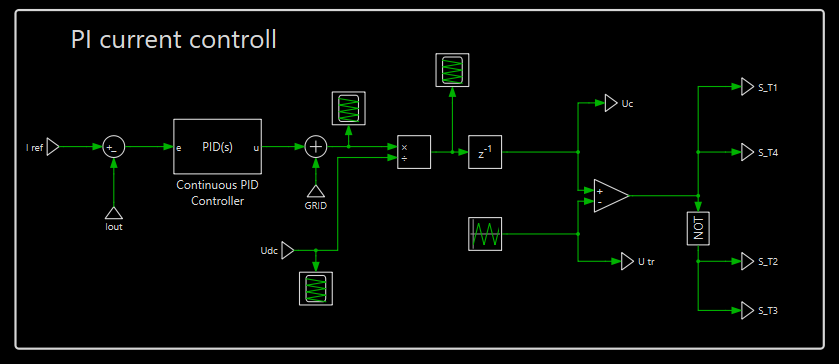 PI current controll
S_T1
Uc
I ref
+
-
e
PID(s)
u
+
×
÷
z-1
S_T4
Continuous PID
Controller
GRID
Iout
+
-
NOT
Udc
U tr
S_T2
S_T3